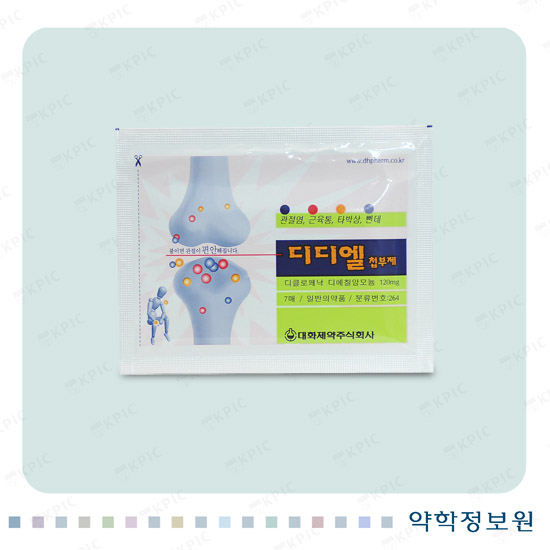 www.dhpharm.co.kr
관절염, 근육통, 타박상, 삔데
붙이면 관절이 편안해집니다.
디디엘 첩부제
디클로페낙 디에칠암모늄 120mg
7매 / 일반의약품 / 분류번호:264
대화제약주식회사
약학정보원
KPIC